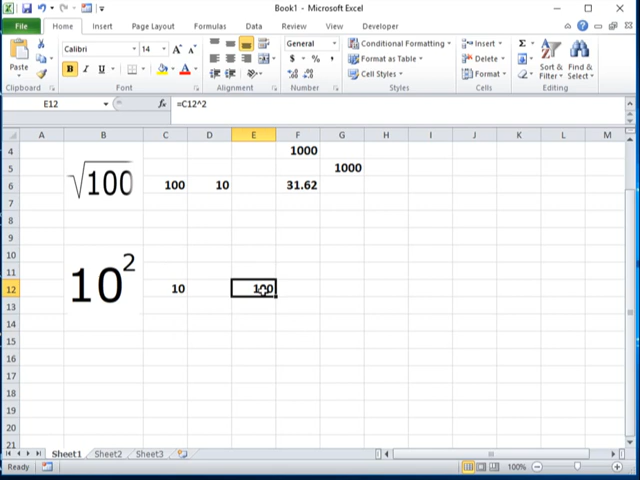 Book1 - Microsoft Excel
File Home Insert Page Layout Formulas Data Review View Developer
Calibri 14 A A General Conditional Formatting Insert Σ
Paste B I U A $ % , Format as Table Delete Sort & Find &
Cell Styles Format Filter Select
Clipboard Font Alignment Number Styles Cells Editing
E12 fx =C12^2
A B C D E F G H I J K L M
4 1000
5 1000
6 √100 100 10 31.62
7
8
9
10
11
12 10² 10 100
13
14
15
16
17
18
19
20
21
Sheet1 Sheet2 Sheet3
Ready 100%